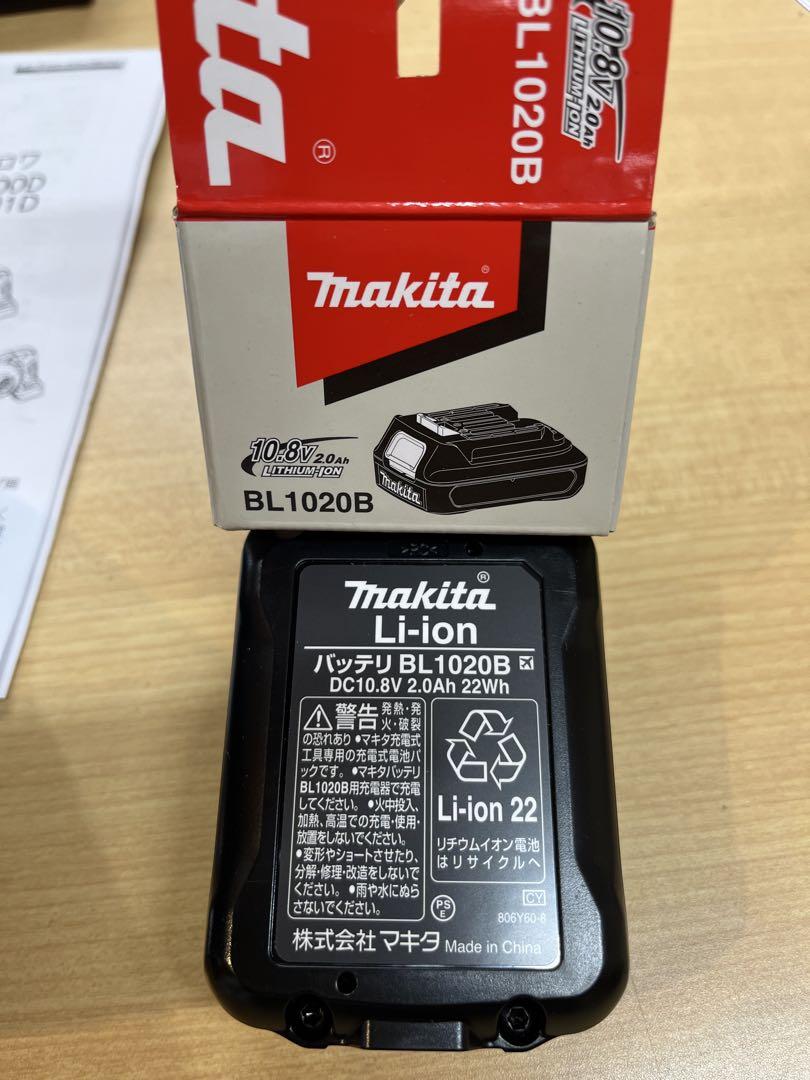 ta®
BL1020B
10.8V 2.0Ah
LITHIUM-ION
ロワ
00D
01D
makita®
10.8V 2.0Ah
LITHIUM-ION
BL1020B
makita
>PC<
makita®
Li-ion
バッテリ BL1020B
DC10.8V 2.0Ah 22Wh
警告 発熱・発
火・破裂
の恐れあり •マキタ充電式
工具専用の充電式電池パ
ックです。 •マキタバッテリ
BL1020B用充電器で充電
してください。 •火中投入、
加熱、高温での充電・使用・
放置をしないでください。
•変形やショートさせたり、
分解・修理・改造をしないで
ください。 •雨や水にぬら
さないでください。
Li-ion 22
リチウムイオン電池
はリサイクルへ
PS
E
CY
806Y60-8
株式会社 マキタ Made in China